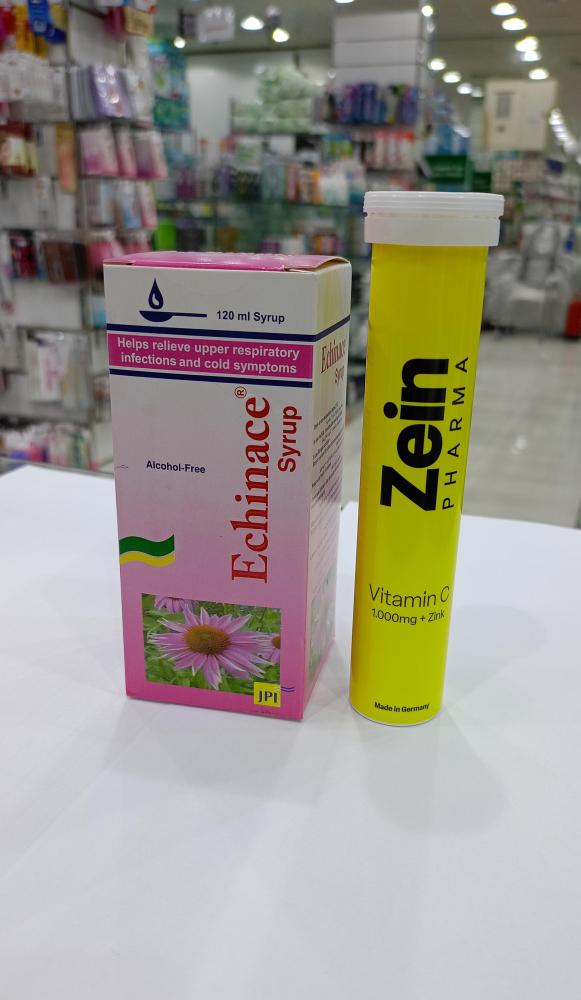 120 ml Syrup
Helps relieve upper respiratory
infections and cold symptoms
Echinace®
Syrup
Alcohol-Free
JPI
Echinace
Syrup
Zein
PHARMA
Vitamin C
1.000mg + Zink
Made in Germany